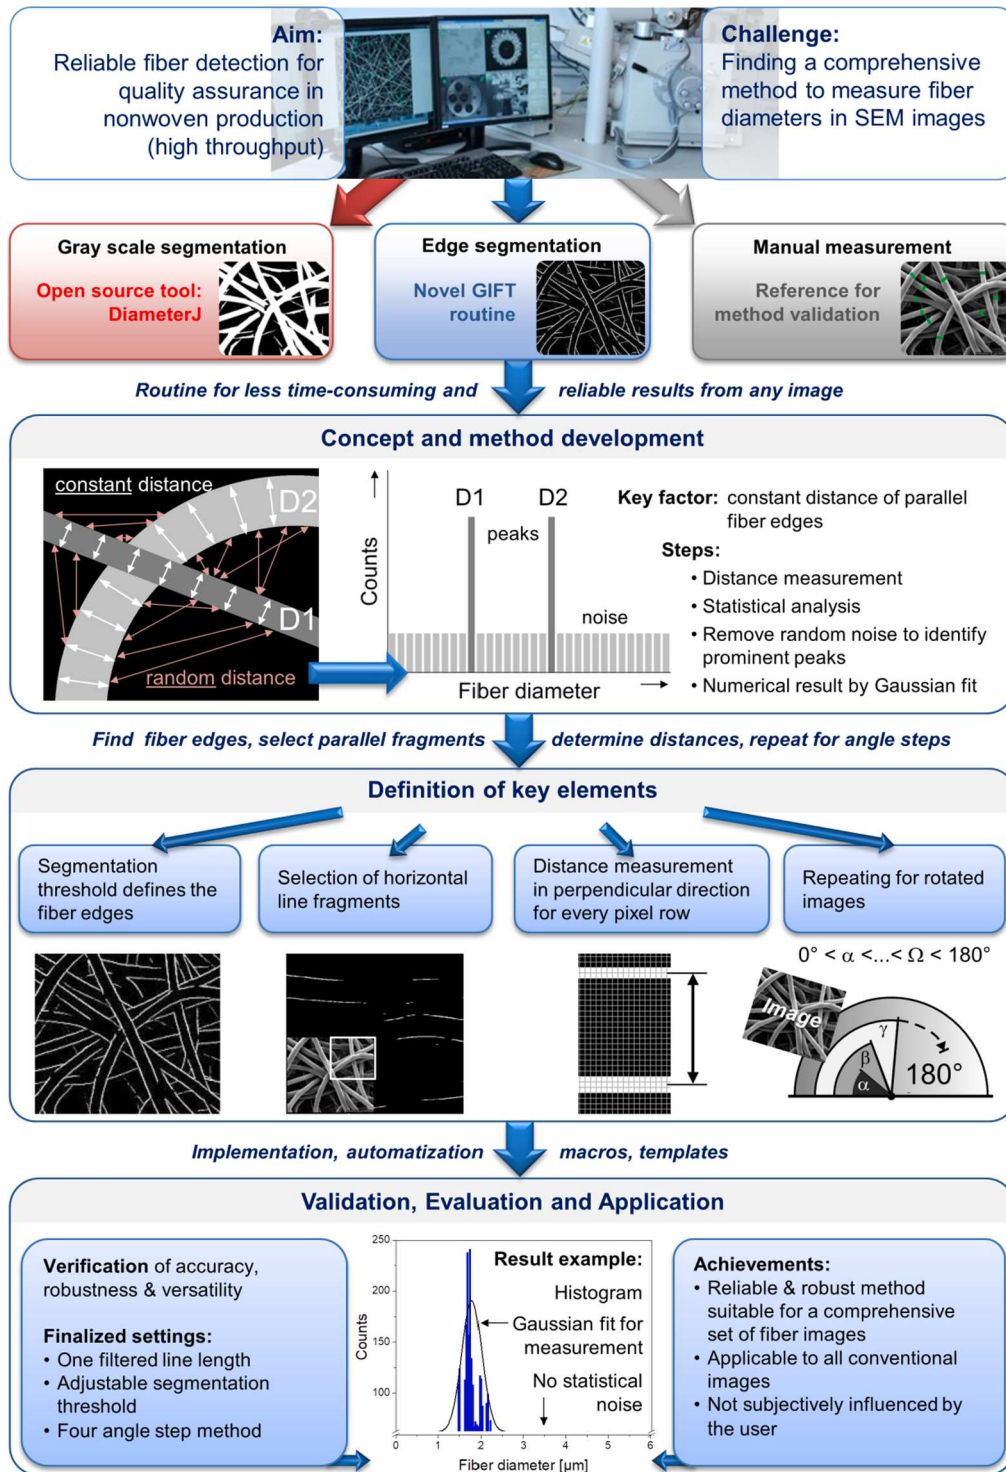 Aim:
Reliable fiber detection for
quality assurance in
nonwoven production
(high throughput)
Challenge:
Finding a comprehensive
method to measure fiber
diameters in SEM images
Gray scale segmentation
Open source tool:
DiameterJ
Edge segmentation
Novel GIFT
routine
Manual measurement
Reference for
method validation
Routine for less time-consuming and reliable results from any image
Concept and method development
constant distance
D2
D1
random distance
Counts
D1
D2
peaks
noise
Fiber diameter
Key factor: constant distance of parallel
fiber edges
Steps:
• Distance measurement
• Statistical analysis
• Remove random noise to identify
prominent peaks
• Numerical result by Gaussian fit
Find fiber edges, select parallel fragments determine distances, repeat for angle steps
Definition of key elements
Segmentation
threshold defines the
fiber edges
Selection of horizontal
line fragments
Distance measurement
in perpendicular direction
for every pixel row
Repeating for rotated
images
0° < α <...< Ω < 180°
Image
γ
β
α
180°
Implementation, automatization macros, templates
Validation, Evaluation and Application
Verification of accuracy,
robustness & versatility
Finalized settings:
• One filtered line length
• Adjustable segmentation
threshold
• Four angle step method
250
200
150
100
Counts
0 1 2 3 4 5 6
Fiber diameter [µm]
Result example:
Histogram
Gaussian fit for
measurement
No statistical
noise
Achievements:
• Reliable & robust method
suitable for a comprehensive
set of fiber images
• Applicable to all conventional
images
• Not subjectively influenced by
the user